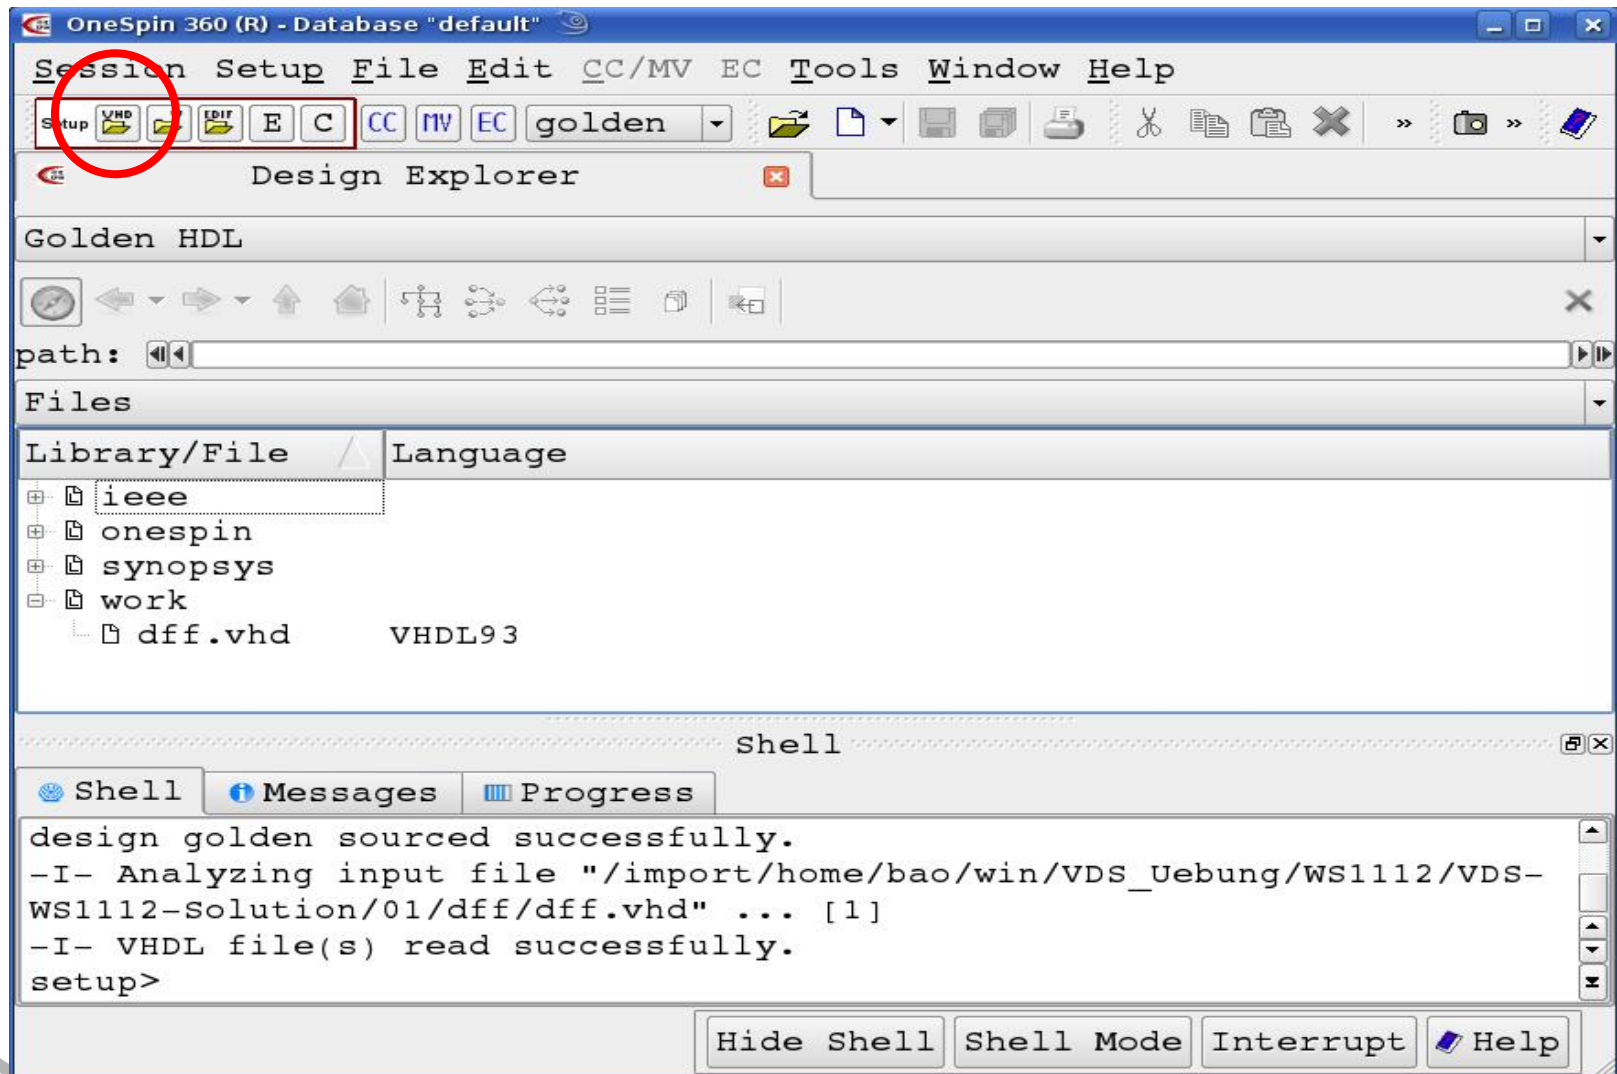 OneSpin 360 (R) - Database "default"
Session Setup File Edit CC/MV EC Tools Window Help
Setup VHD V EDIF E C CC MV EC golden » »
Design Explorer
Golden HDL
path:
Files
Library/File Language
ieee
onespin
synopsys
work
dff.vhd VHDL93
Shell
Shell Messages Progress
design golden sourced successfully.
-I- Analyzing input file "/import/home/bao/win/VDS_Uebung/WS1112/VDS-
WS1112-Solution/01/dff/dff.vhd" ... [1]
-I- VHDL file(s) read successfully.
setup>
Hide Shell Shell Mode Interrupt Help